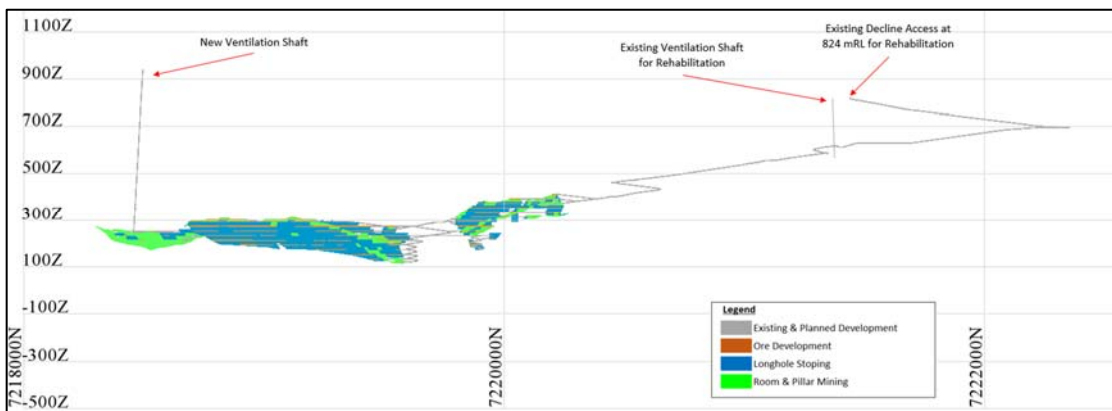 1100Z
New Ventilation Shaft
Existing Ventilation Shaft
for Rehabilitation
Existing Decline Access at
824 mRL for Rehabilitation
900Z
700Z
500Z
300Z
100Z
-100Z
-300Z
-500Z
7218000N
7220000N
7222000N
Legend
Existing & Planned Development
Ore Development
Longhole Stoping
Room & Pillar Mining